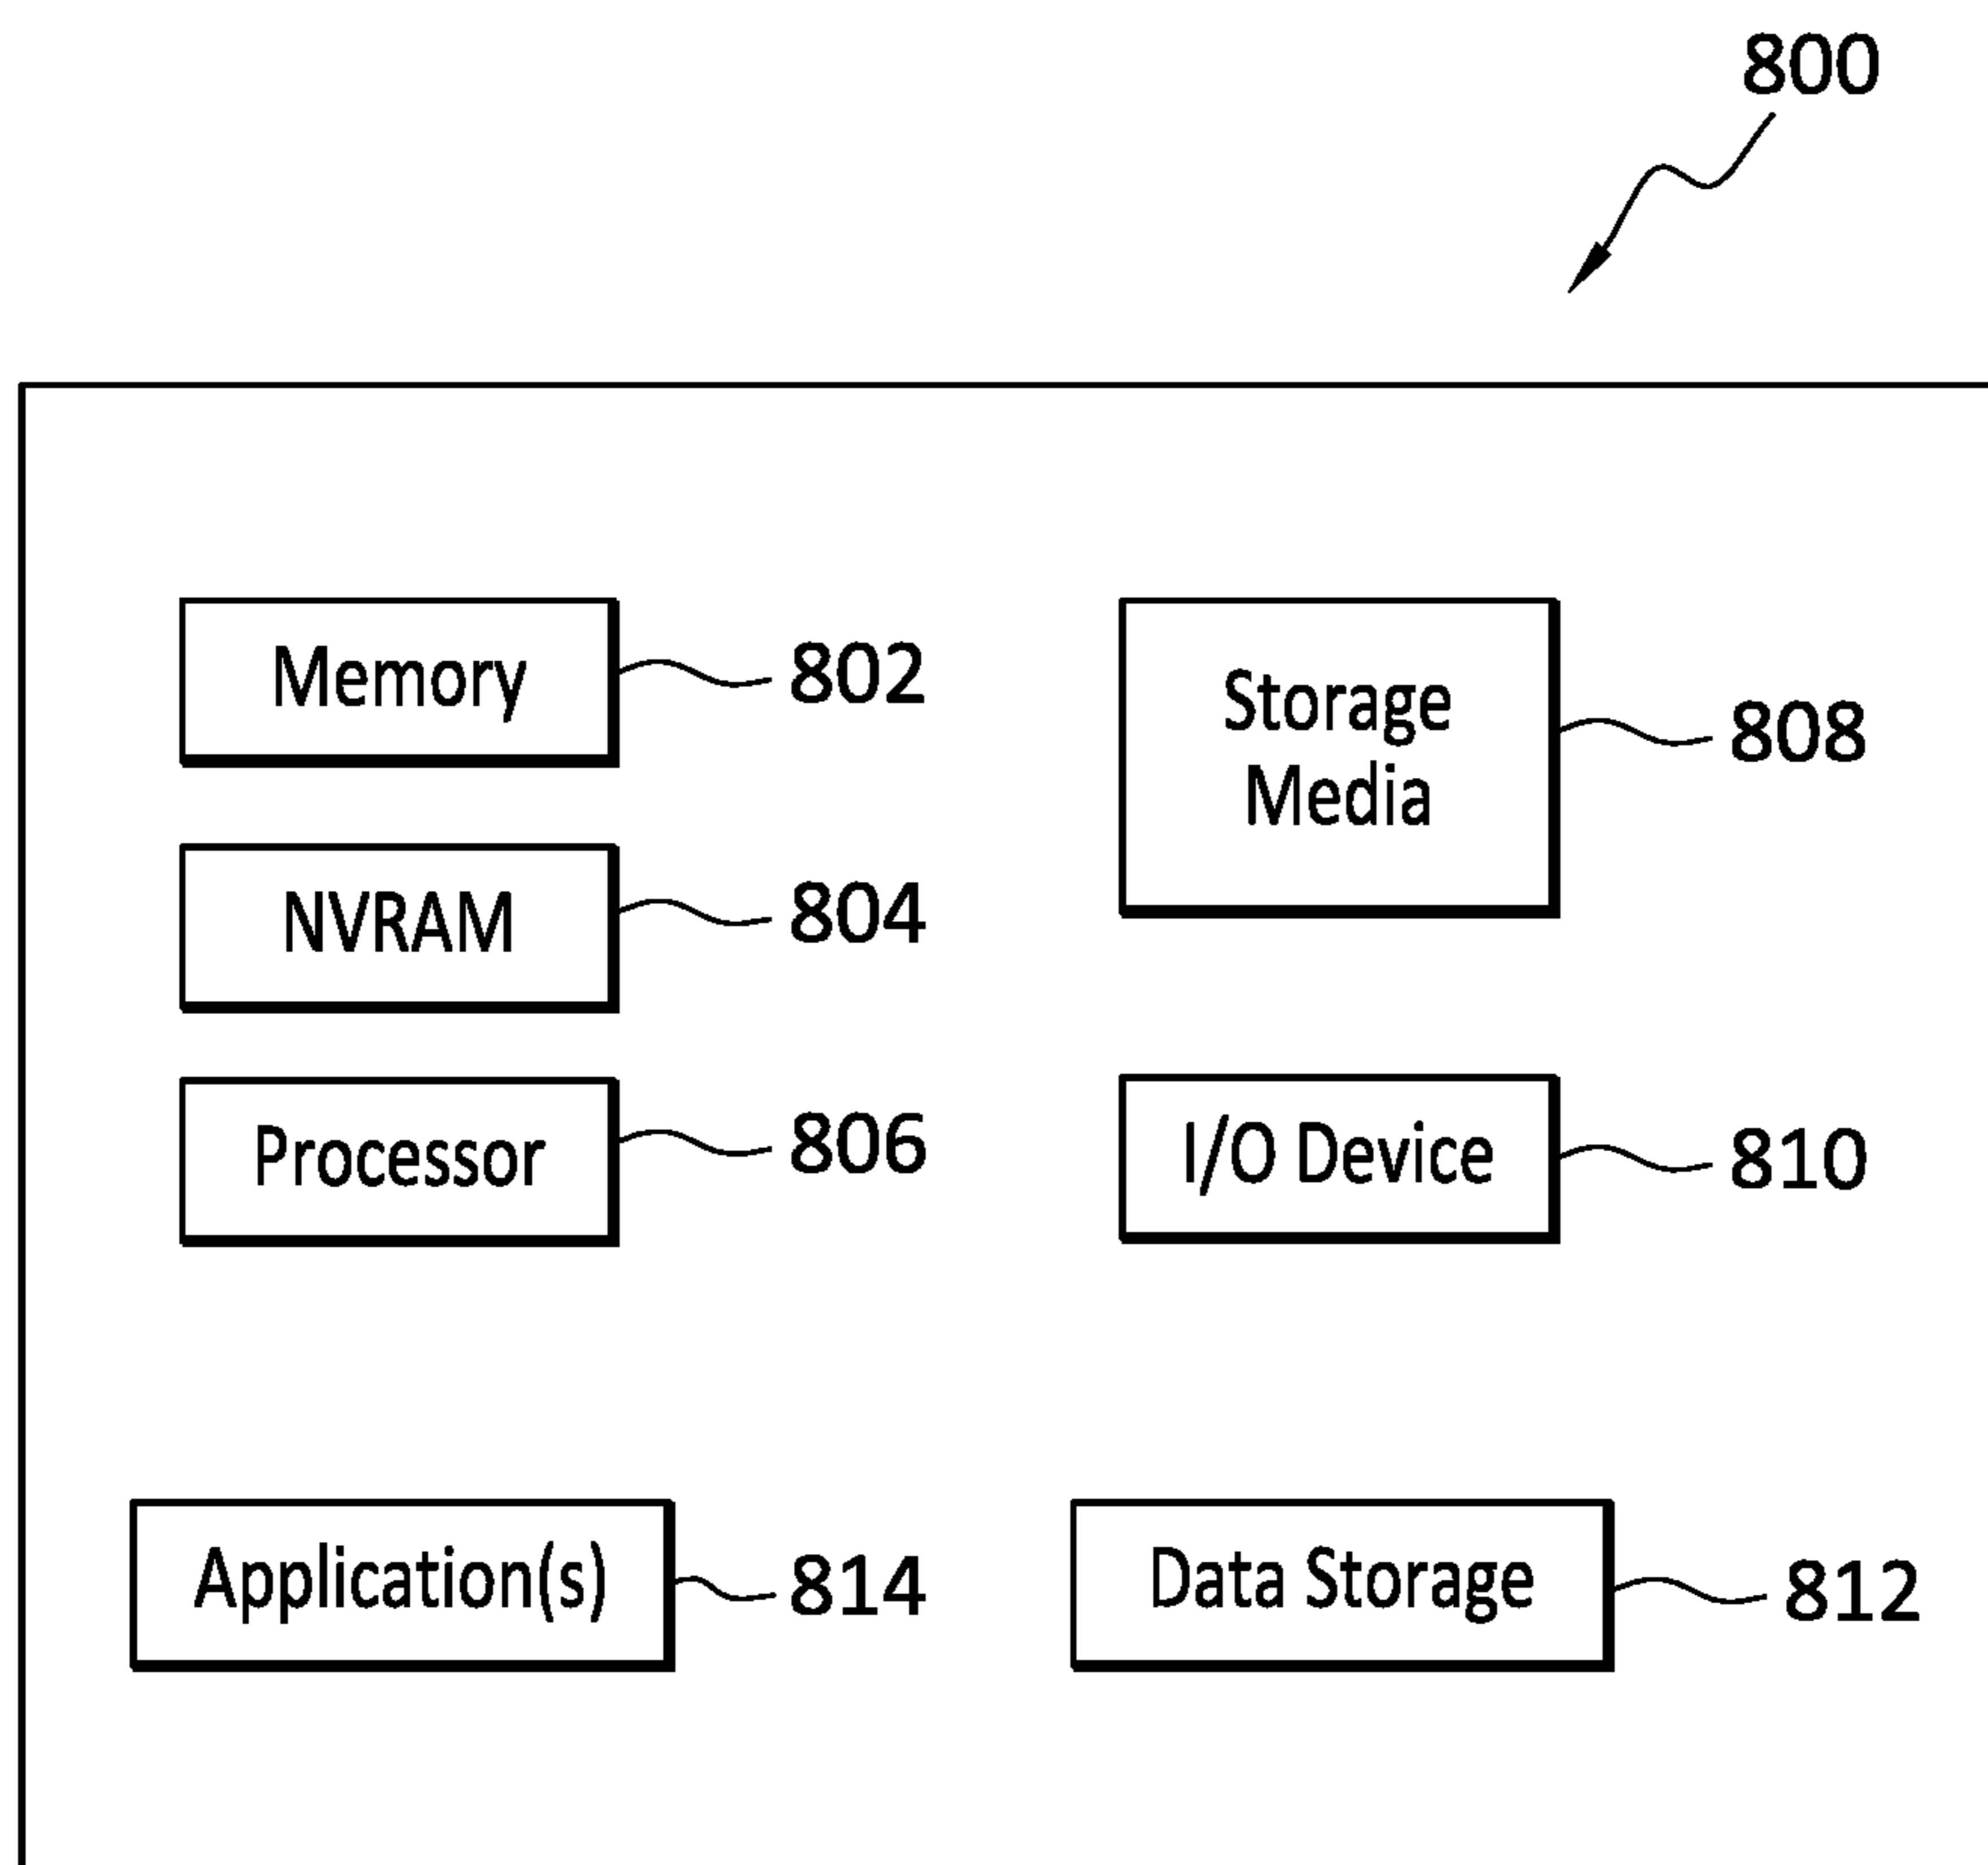 800
Memory
802
Storage
Media
808
NVRAM
804
Processor
806
I/O Device
810
Application(s)
814
Data Storage
812